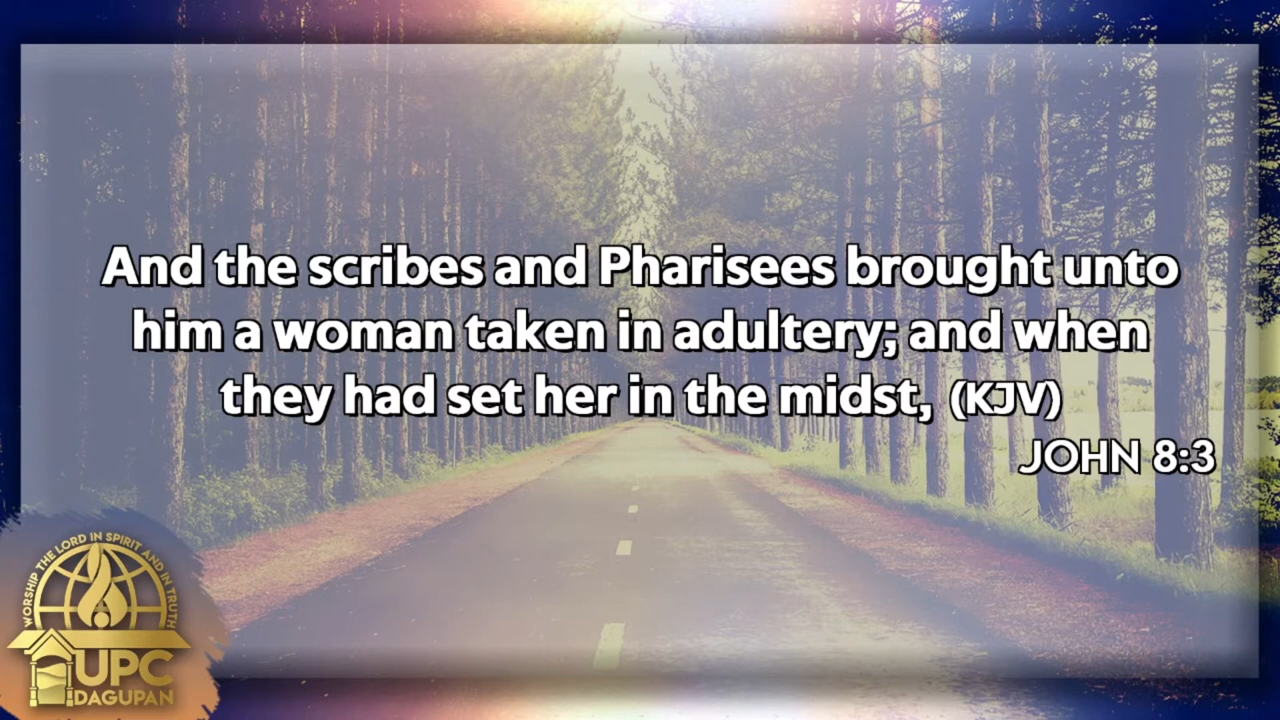 And the scribes and Pharisees brought unto
him a woman taken in adultery; and when
they had set her in the midst, (KJV)
JOHN 8:3
WORSHIP THE LORD IN SPIRIT AND IN TRUTH
UPC
DAGUPAN